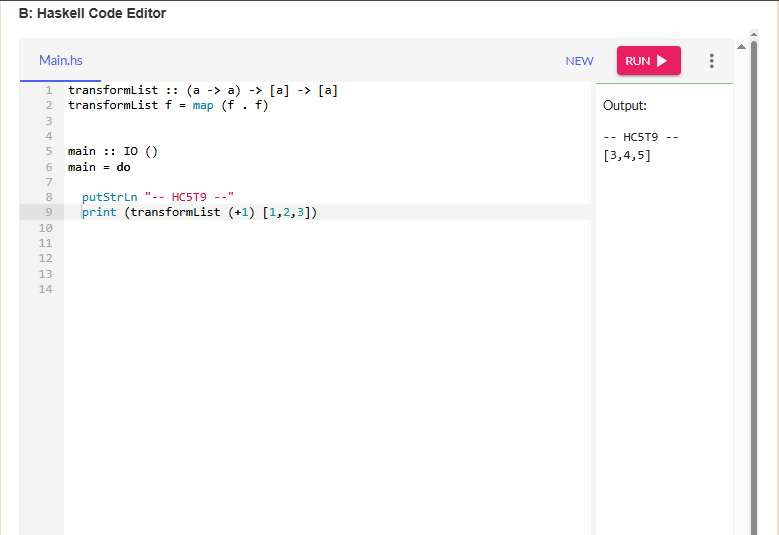 B: Haskell Code Editor
Main.hs
NEW
RUN
1 transformList :: (a -> a) -> [a] -> [a]
2 transformList f = map (f . f)
3
4
5 main :: IO ()
6 main = do
7
8   putStrLn "-- HC5T9 --"
9   print (transformList (+1) [1,2,3])
10
11
12
13
14
Output:
-- HC5T9 --
[3,4,5]